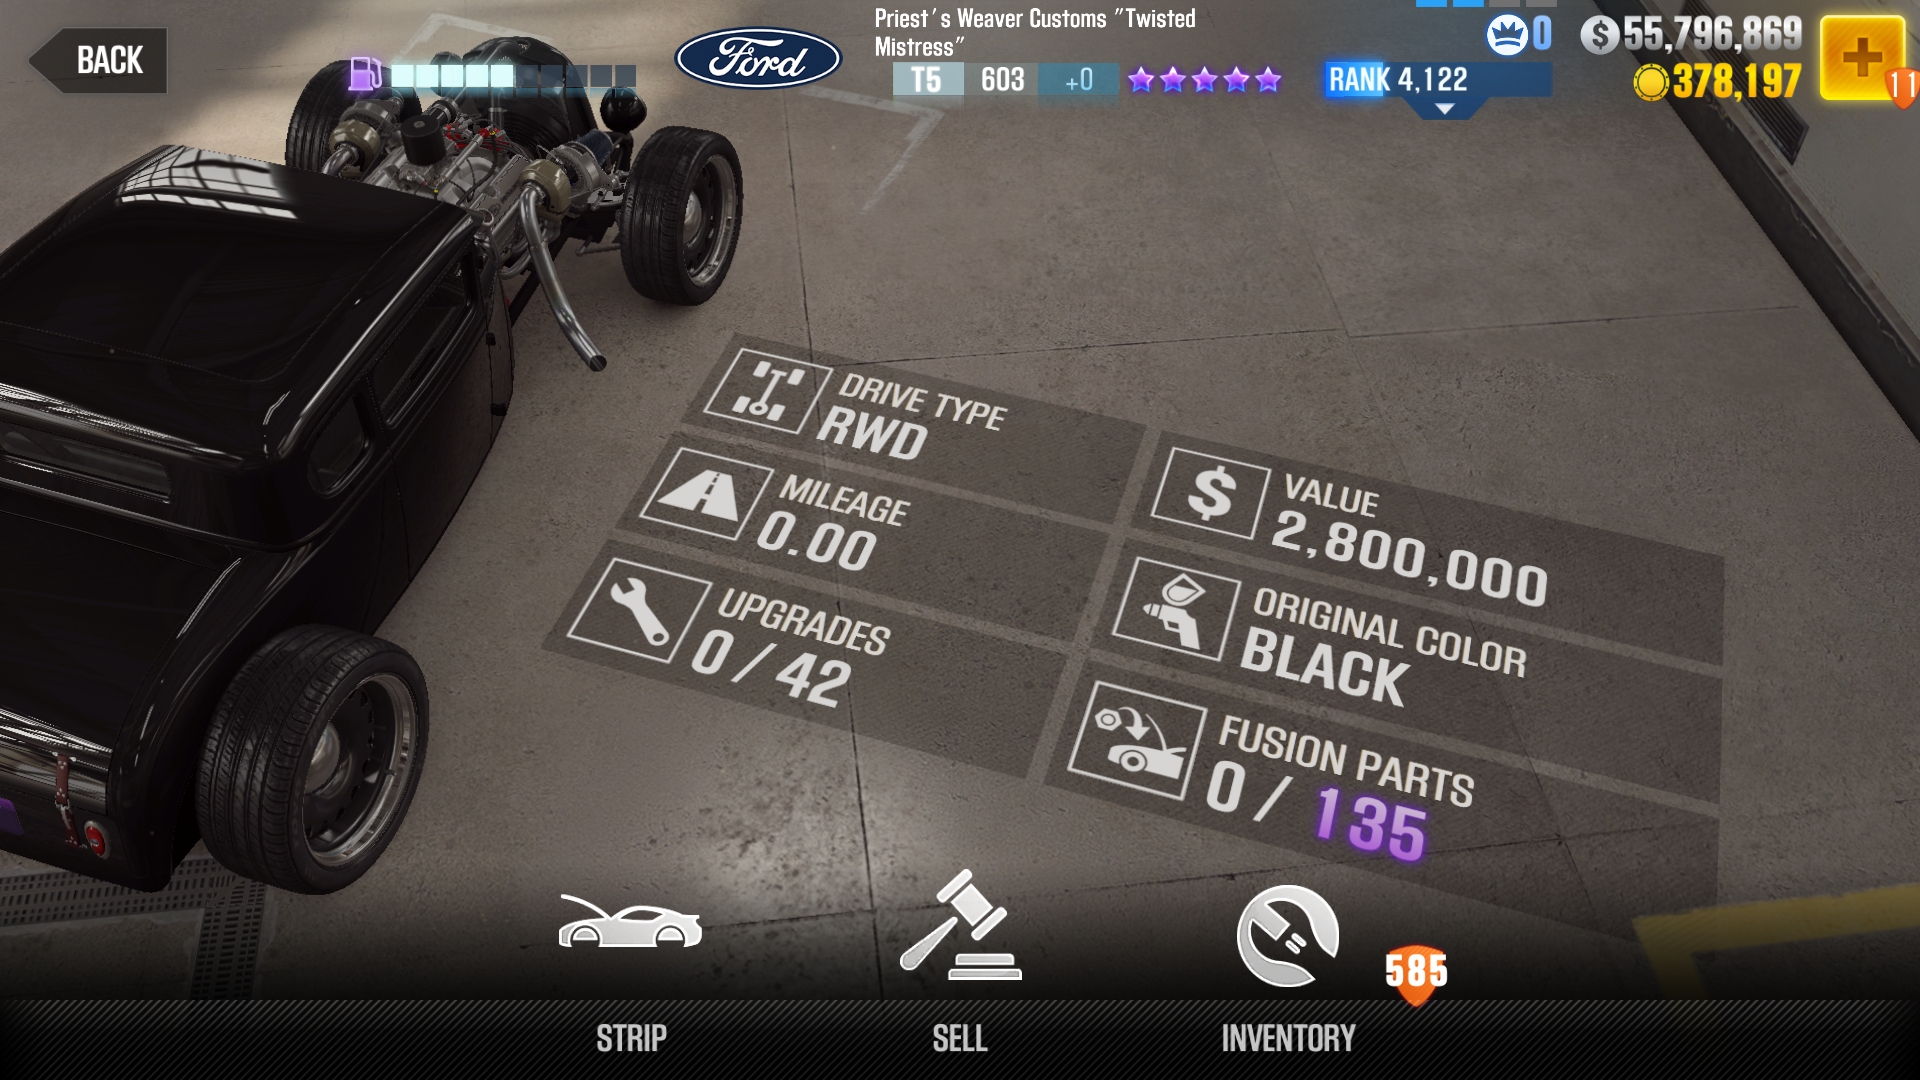 BACK
Ford
Priest's Weaver Customs "Twisted
Mistress"
T5 603 +0
RANK 4,122
0
$ 55,796,869
378,197
11
DRIVE TYPE
RWD
MILEAGE
0.00
UPGRADES
0/42
$ VALUE
2,800,000
ORIGINAL COLOR
BLACK
FUSION PARTS
0/ 135
585
STRIP
SELL
INVENTORY